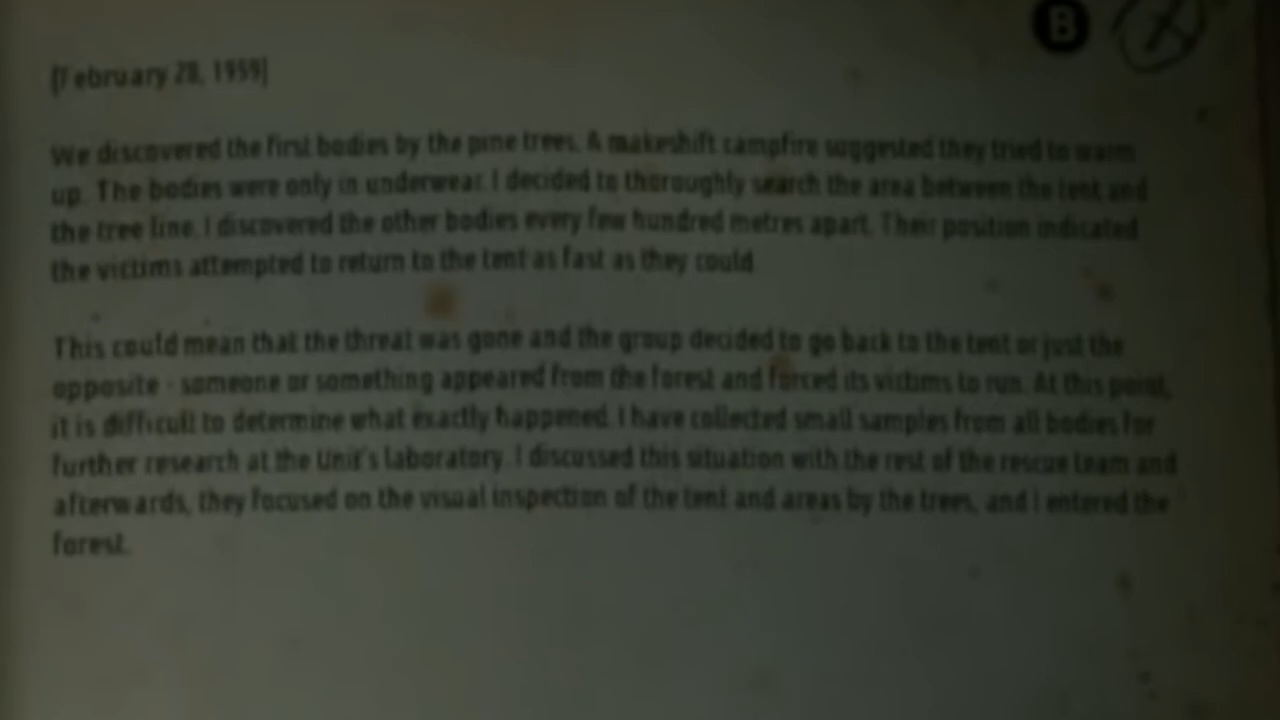 B
[February 28, 1959]
We discovered the first bodies by the pine trees. A makeshift campfire suggested they tried to warm
up. The bodies were only in underwear. I decided to thoroughly search the area between the tent and
the tree line. I discovered the other bodies every few hundred metres apart. Their position indicated
the victims attempted to return to the tent as fast as they could.
This could mean that the threat was gone and the group decided to go back to the tent or just the
opposite - someone or something appeared from the forest and forced its victims to run. At this point,
it is difficult to determine what exactly happened. I have collected small samples from all bodies for
further research at the Unit's laboratory. I discussed this situation with the rest of the rescue team and
afterwards, they focused on the visual inspection of the tent and areas by the trees, and I entered the
forest.